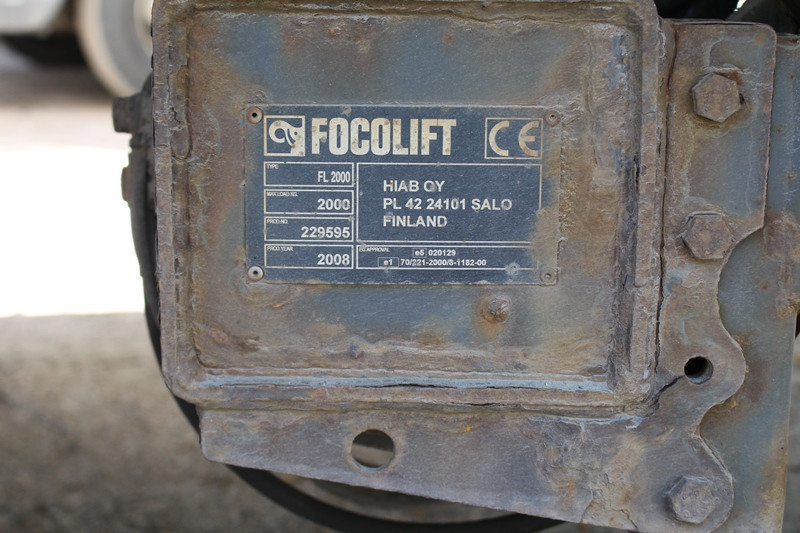 FOCOLIFT CE
TYPE
FL 2000
MAX LOAD KG.
2000
PROD.NO.
229595
PROD.YEAR
2008
HIAB OY
PL 42 24101 SALO
FINLAND
EC APPROVAL
e5 020129
e1 70/221-2000/8-1182-00